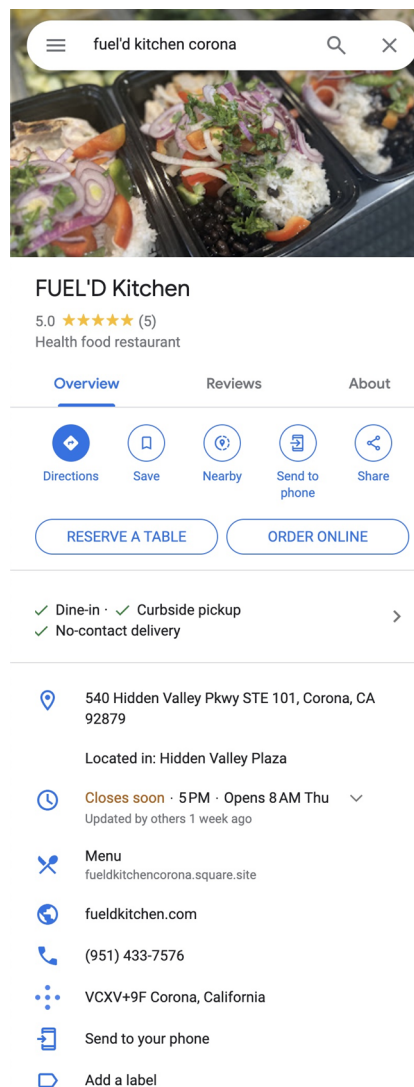 fuel'd kitchen corona
FUEL'D Kitchen
5.0 ★★★★★ (5)
Health food restaurant
Overview Reviews About
Directions Save Nearby Send to phone Share
RESERVE A TABLE ORDER ONLINE
Dine-in · Curbside pickup
No-contact delivery
540 Hidden Valley Pkwy STE 101, Corona, CA
92879
Located in: Hidden Valley Plaza
Closes soon · 5 PM · Opens 8 AM Thu
Updated by others 1 week ago
Menu
fueldkitchencorona.square.site
fueldkitchen.com
(951) 433-7576
VCXV+9F Corona, California
Send to your phone
Add a label